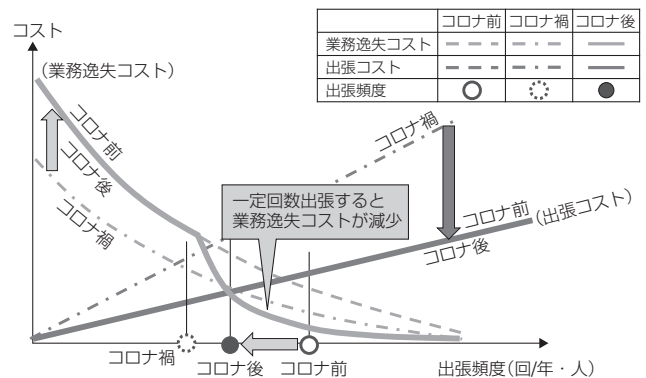 コロナ前 コロナ禍 コロナ後
業務逸失コスト
出張コスト
出張頻度
コスト
(業務逸失コスト)
コロナ前
コロナ後
コロナ禍
コロナ禍
一定回数出張すると
業務逸失コストが減少
コロナ前
(出張コスト)
コロナ後
コロナ禍 コロナ後 コロナ前
出張頻度(回/年・人)